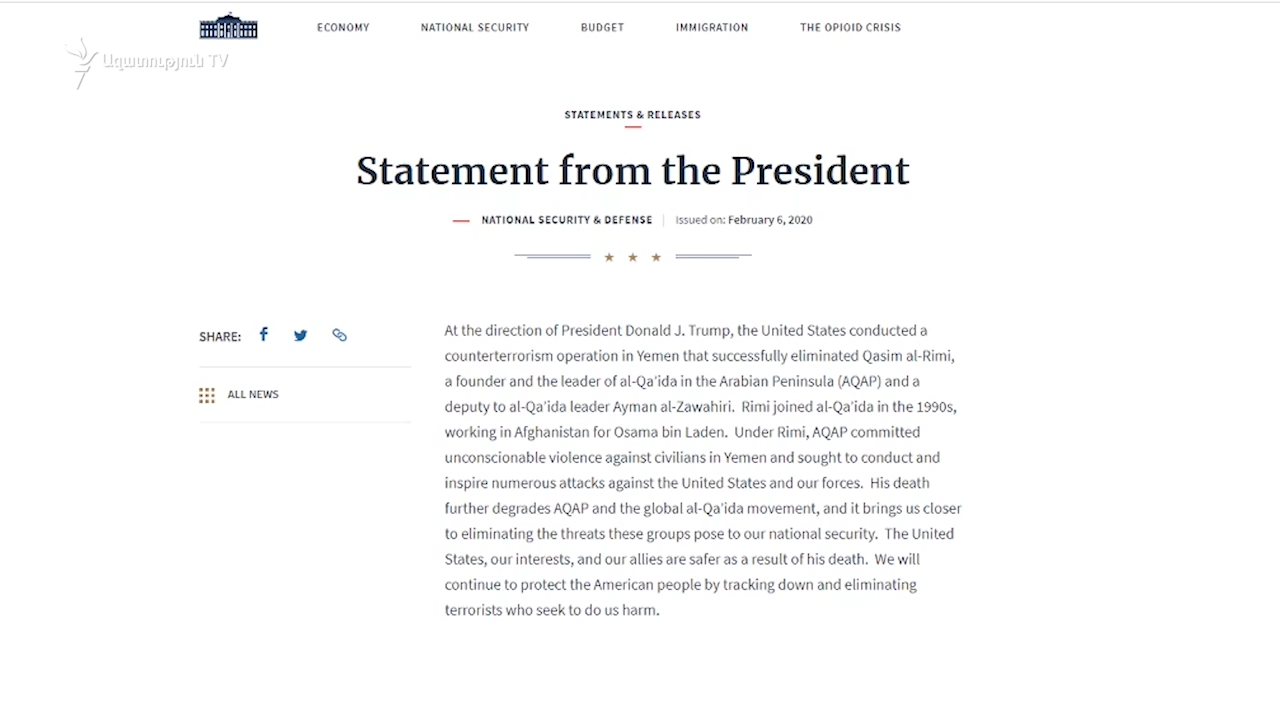 ECONOMY NATIONAL SECURITY BUDGET IMMIGRATION THE OPIOID CRISIS
Ազատություն TV
STATEMENTS & RELEASES
Statement from the President
NATIONAL SECURITY & DEFENSE Issued on: February 6, 2020
SHARE:
ALL NEWS
At the direction of President Donald J. Trump, the United States conducted a
counterterrorism operation in Yemen that successfully eliminated Qasim al-Rimi,
a founder and the leader of al-Qa’ida in the Arabian Peninsula (AQAP) and a
deputy to al-Qa’ida leader Ayman al-Zawahiri.  Rimi joined al-Qa’ida in the 1990s,
working in Afghanistan for Osama bin Laden.  Under Rimi, AQAP committed
unconscionable violence against civilians in Yemen and sought to conduct and
inspire numerous attacks against the United States and our forces.  His death
further degrades AQAP and the global al-Qa’ida movement, and it brings us closer
to eliminating the threats these groups pose to our national security.  The United
States, our interests, and our allies are safer as a result of his death.  We will
continue to protect the American people by tracking down and eliminating
terrorists who seek to do us harm.